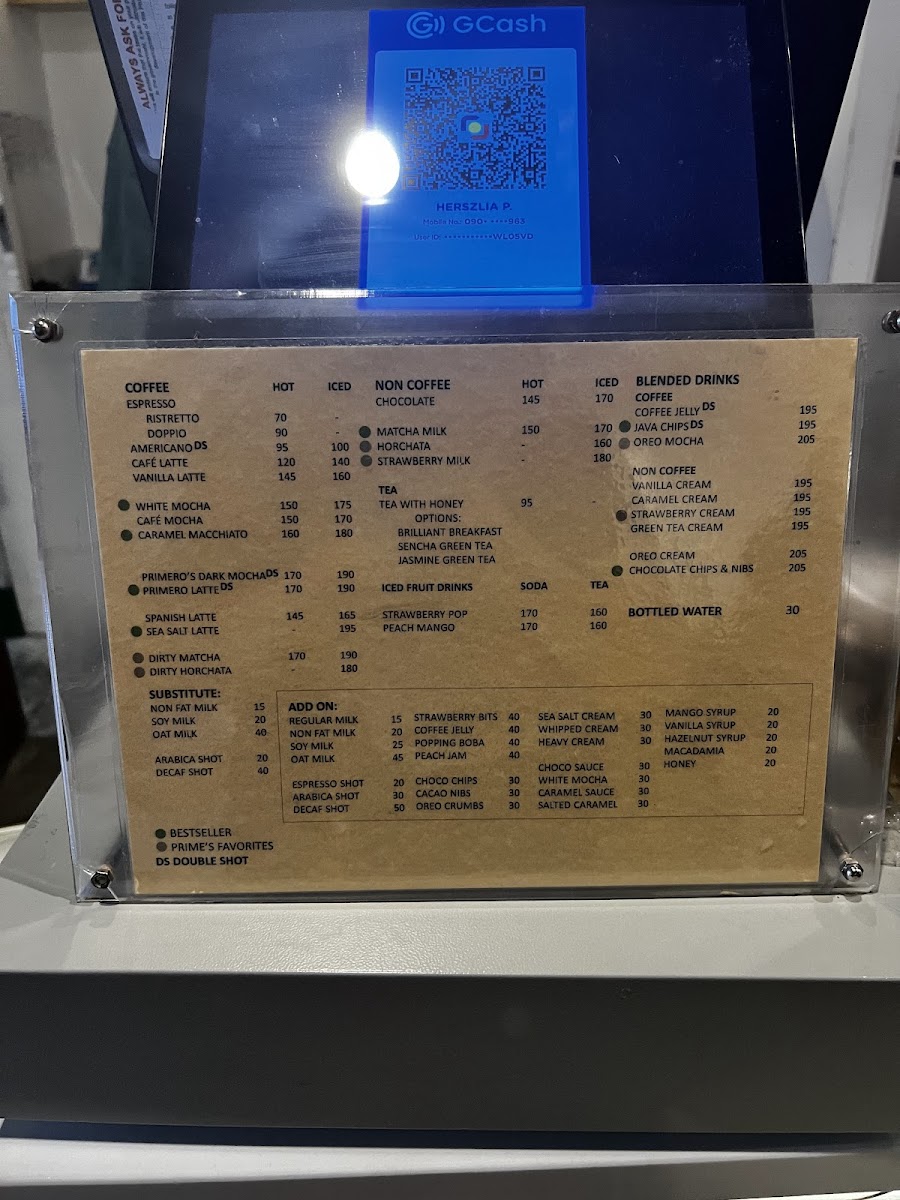 ALWAYS ASK FOR
GCash
HERSZLIA P.
Mobile No.: 090• ••••983
User ID: •••••••••••WL05VD
COFFEE HOT ICED
ESPRESSO
RISTRETTO 70 -
DOPPIO 90 -
AMERICANO DS 95 100
CAFÉ LATTE 120 140
VANILLA LATTE 145 160
WHITE MOCHA 150 175
CAFÉ MOCHA 150 170
CARAMEL MACCHIATO 160 180
PRIMERO'S DARK MOCHA DS 170 190
PRIMERO LATTE DS 170 190
SPANISH LATTE 145 165
SEA SALT LATTE - 195
DIRTY MATCHA 170 190
DIRTY HORCHATA - 180
NON COFFEE HOT ICED
CHOCOLATE 145 170
MATCHA MILK 150 170
HORCHATA - 160
STRAWBERRY MILK - 180
TEA
TEA WITH HONEY 95 -
OPTIONS:
BRILLIANT BREAKFAST
SENCHA GREEN TEA
JASMINE GREEN TEA
ICED FRUIT DRINKS SODA TEA
STRAWBERRY POP 170 160
PEACH MANGO 170 160
BLENDED DRINKS
COFFEE
COFFEE JELLY DS 195
JAVA CHIPS DS 195
OREO MOCHA 205
NON COFFEE
VANILLA CREAM 195
CARAMEL CREAM 195
STRAWBERRY CREAM 195
GREEN TEA CREAM 195
OREO CREAM 205
CHOCOLATE CHIPS & NIBS 205
BOTTLED WATER 30
SUBSTITUTE:
NON FAT MILK 15
SOY MILK 20
OAT MILK 40
ARABICA SHOT 20
DECAF SHOT 40
ADD ON:
REGULAR MILK 15
NON FAT MILK 20
SOY MILK 25
OAT MILK 45
ESPRESSO SHOT 20
ARABICA SHOT 30
DECAF SHOT 50
STRAWBERRY BITS 40
COFFEE JELLY 40
POPPING BOBA 40
PEACH JAM 40
CHOCO CHIPS 30
CACAO NIBS 30
OREO CRUMBS 30
SEA SALT CREAM 30
WHIPPED CREAM 30
HEAVY CREAM 30
CHOCO SAUCE 30
WHITE MOCHA 30
CARAMEL SAUCE 30
SALTED CARAMEL 30
MANGO SYRUP 20
VANILLA SYRUP 20
HAZELNUT SYRUP 20
MACADAMIA 20
HONEY 20
BESTSELLER
PRIME'S FAVORITES
DS DOUBLE SHOT